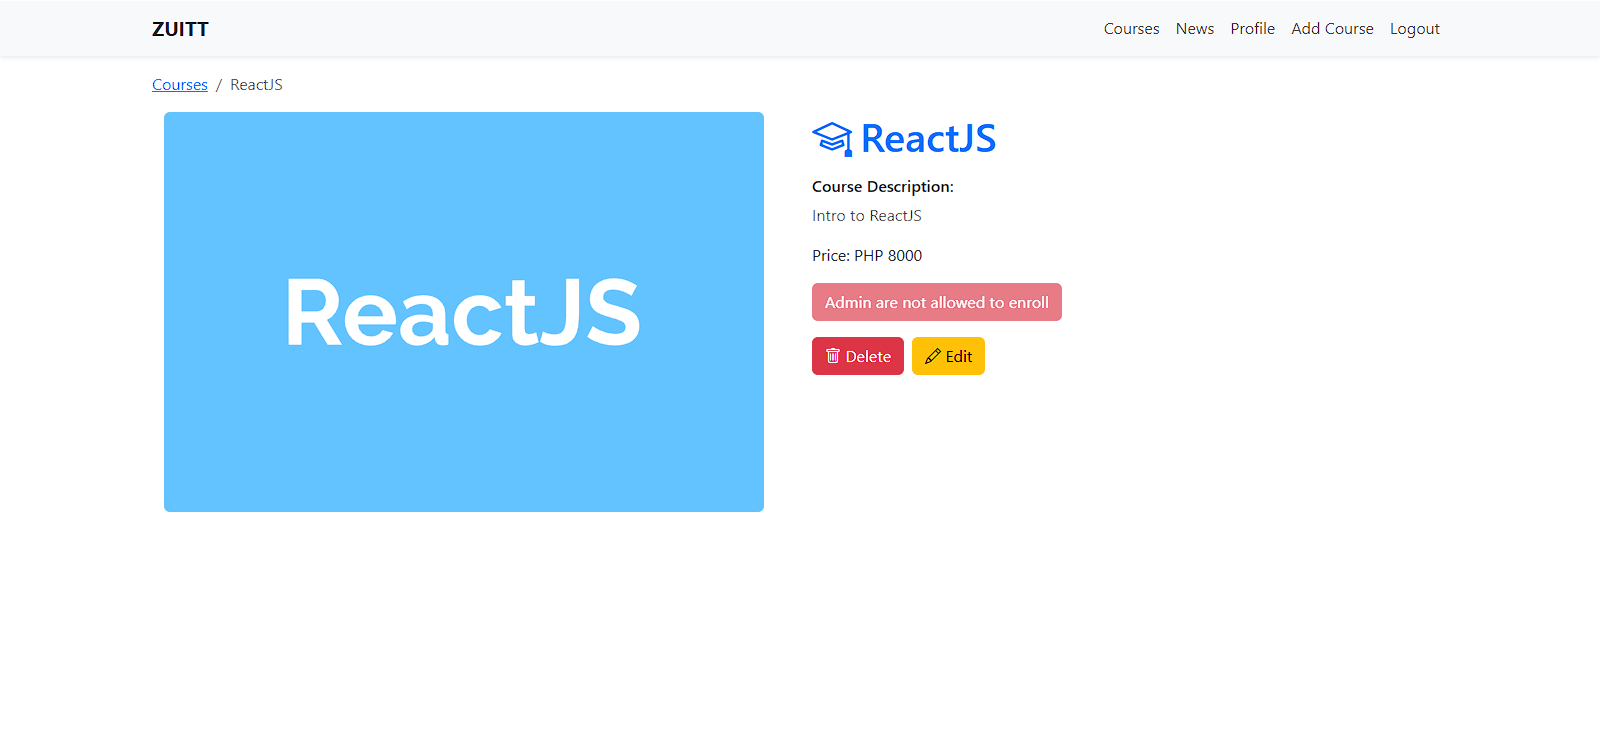 ZUITT
Courses News Profile Add Course Logout
Courses / ReactJS
ReactJS
ReactJS
Course Description:
Intro to ReactJS
Price: PHP 8000
Admin are not allowed to enroll
Delete Edit